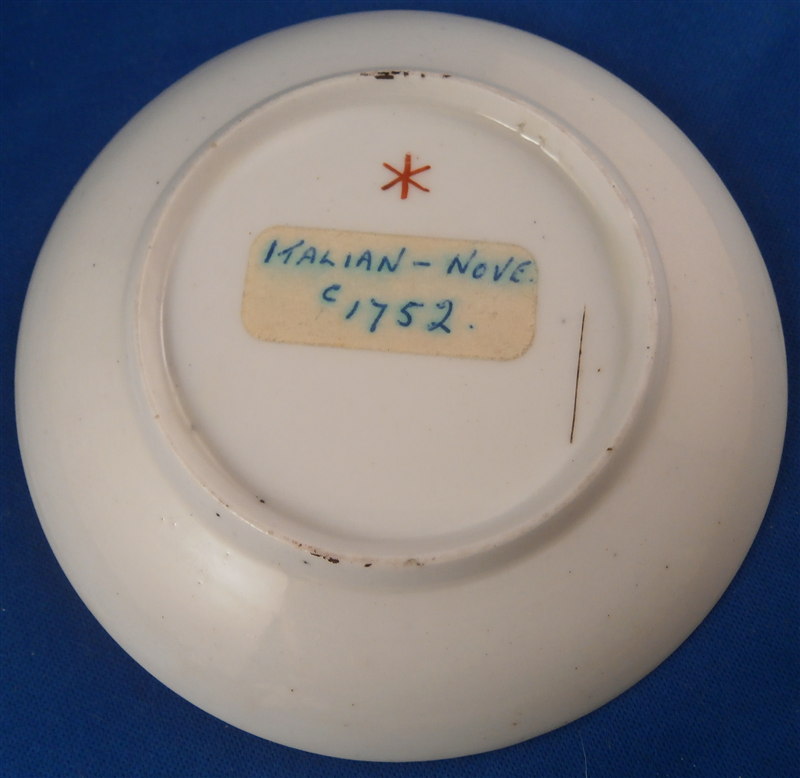 ITALIAN - NOVE.
c1752.